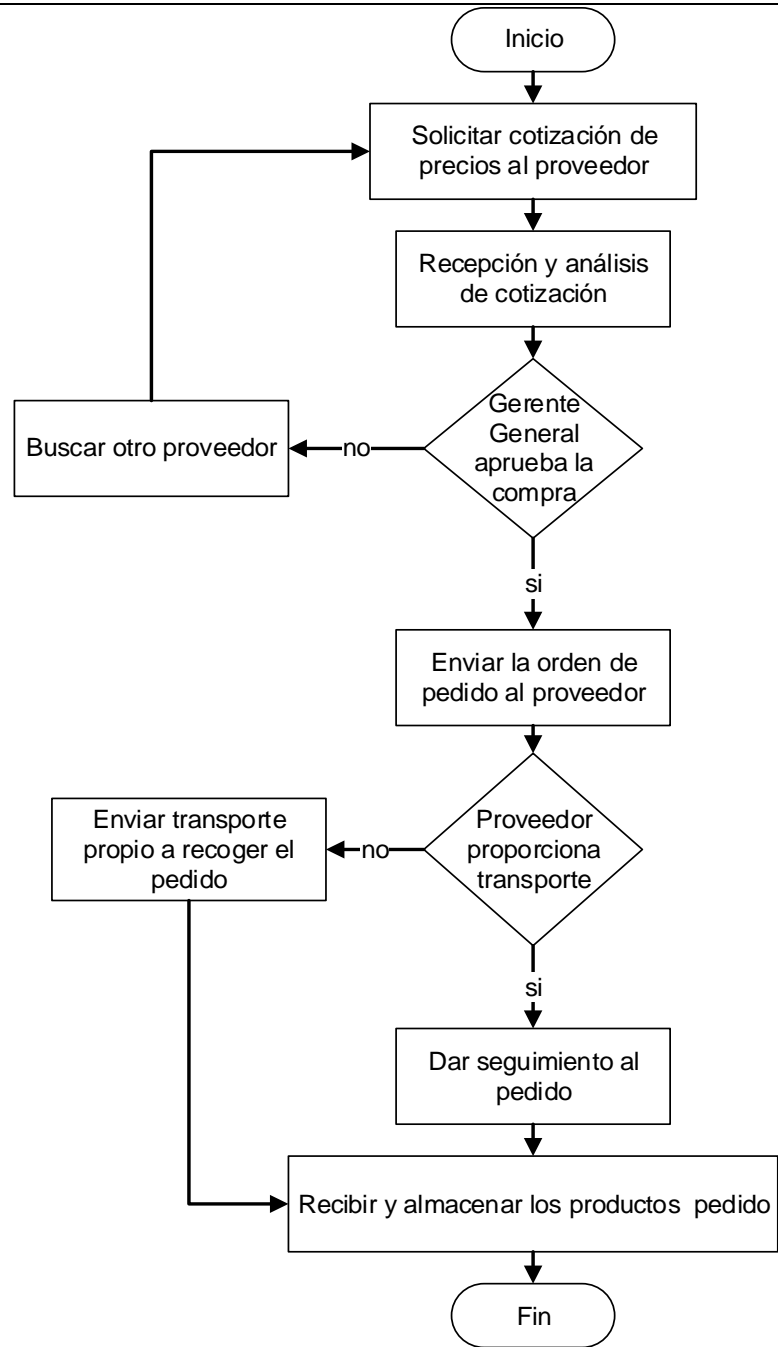 Inicio
Solicitar cotización de
precios al proveedor
Recepción y análisis
de cotización
Gerente
General
aprueba la
compra
no
Buscar otro proveedor
si
Enviar la orden de
pedido al proveedor
Proveedor
proporciona
transporte
no
Enviar transporte
propio a recoger el
pedido
si
Dar seguimiento al
pedido
Recibir y almacenar los productos pedido
Fin